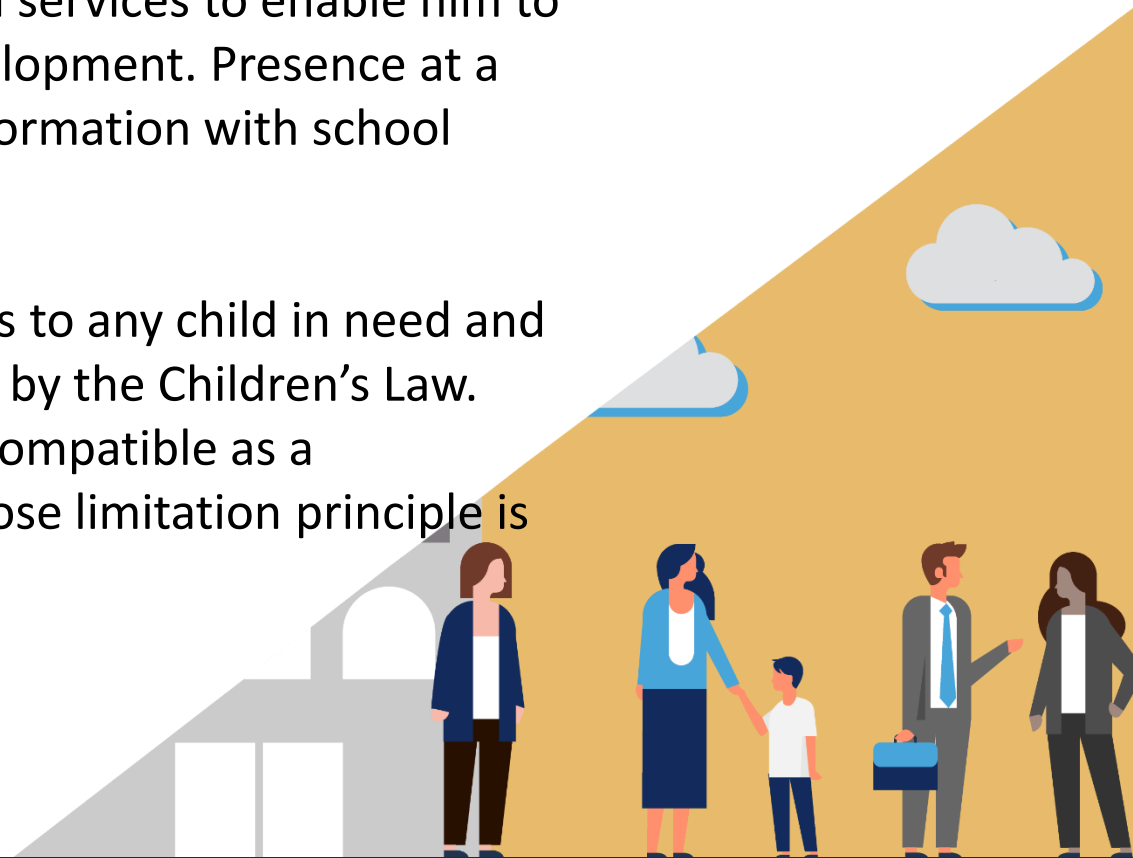 services to enable him to
lopment. Presence at a
ormation with school
s to any child in need and
by the Children’s Law.
ompatible as a
ose limitation principle is